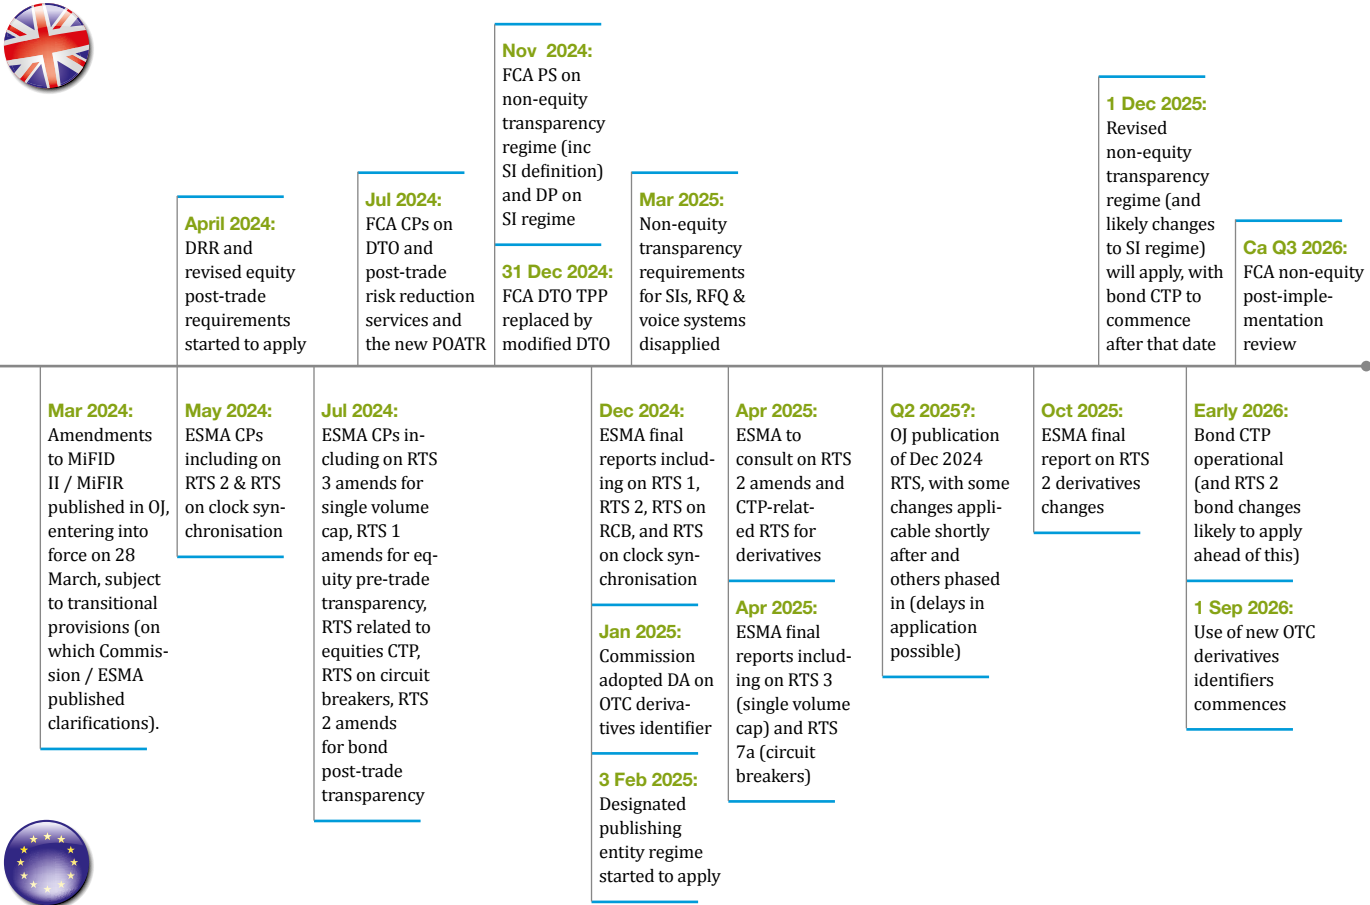 Nov 2024:
FCA PS on
non-equity
transparency
regime (inc
SI definition)
and DP on
SI regime
1 Dec 2025:
Revised
non-equity
transparency
regime (and
likely changes
to SI regime)
will apply, with
bond CTP to
commence
after that date
April 2024:
DRR and
revised equity
post-trade
requirements
started to apply
Jul 2024:
FCA CPs on
DTO and
post-trade
risk reduction
services and
the new POATR
31 Dec 2024:
FCA DTO TPP
replaced by
modified DTO
Mar 2025:
Non-equity
transparency
requirements
for SIs, RFQ &
voice systems
disapplied
Ca Q3 2026:
FCA non-equity
post-imple-
mentation
review
Mar 2024:
Amendments
to MiFID
II / MiFIR
published in OJ,
entering into
force on 28
March, subject
to transitional
provisions (on
which Commis-
sion / ESMA
published
clarifications).
May 2024:
ESMA CPs
including on
RTS 2 & RTS
on clock syn-
chronisation
Jul 2024:
ESMA CPs in-
cluding on RTS
3 amends for
single volume
cap, RTS 1
amends for eq-
uity pre-trade
transparency,
RTS related to
equities CTP,
RTS on circuit
breakers, RTS
2 amends
for bond
post-trade
transparency
Dec 2024:
ESMA final
reports includ-
ing on RTS 1,
RTS 2, RTS on
RCB, and RTS
on clock syn-
chronisation
Jan 2025:
Commission
adopted DA on
OTC deriva-
tives identifier
3 Feb 2025:
Designated
publishing
entity regime
started to apply
Apr 2025:
ESMA to
consult on RTS
2 amends and
CTP-relat-
ed RTS for
derivatives
Apr 2025:
ESMA final
reports includ-
ing on RTS 3
(single volume
cap) and RTS
7a (circuit
breakers)
Q2 2025?:
OJ publication
of Dec 2024
RTS, with some
changes appli-
cable shortly
after and
others phased
in (delays in
application
possible)
Oct 2025:
ESMA final
report on RTS
2 derivatives
changes
Early 2026:
Bond CTP
operational
(and RTS 2
bond changes
likely to apply
ahead of this)
1 Sep 2026:
Use of new OTC
derivatives
identifiers
commences